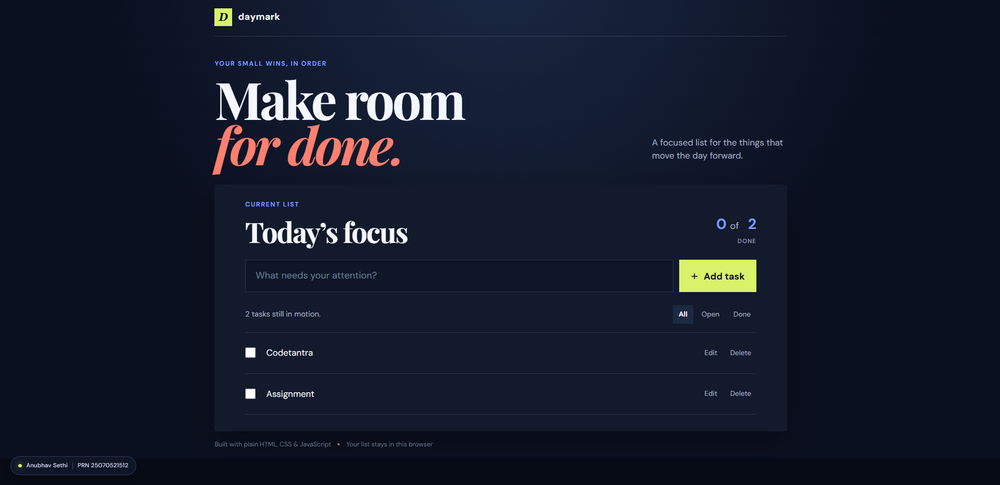 D daymark
YOUR SMALL WINS, IN ORDER
Make room
for done.
A focused list for the things that
move the day forward.
CURRENT LIST
Today’s focus
0 of 2
DONE
What needs your attention?
+ Add task
2 tasks still in motion.
All Open Done
Codetantra Edit Delete
Assignment Edit Delete
Built with plain HTML, CSS & JavaScript • Your list stays in this browser
Anubhav Sethi | PRN 25070521512